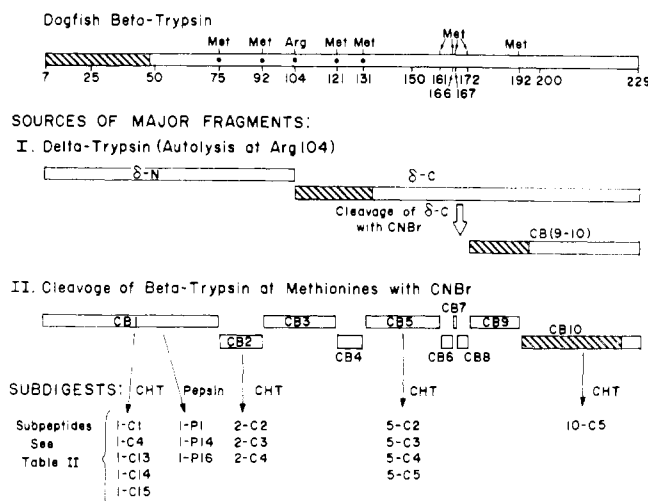 Dogfish Beta-Trypsin
Met
Met Met Arg Met Met Met
7 25 50 75 92 104 121 131 150 161 172 192 200 229
166 167
SOURCES OF MAJOR FRAGMENTS:
I. Delta-Trypsin (Autolysis at Arg 104)
δ-N δ-C
Cleavage of δ-C
with CNBr
CB(9-10)
II. Cleavage of Beta-Trypsin at Methionines with CNBr
CB7
CB1 CB3 CB5 CB9
CB2 CB4 CB6 CB8 CB10
SUBDIGESTS: CHT Pepsin CHT CHT CHT
Subpeptides 1-C1 1-P1 2-C2 5-C2 10-C5
See 1-C4 1-P14 2-C3 5-C3
Table II 1-C13 1-P16 2-C4 5-C4
1-C14 5-C5
1-C15